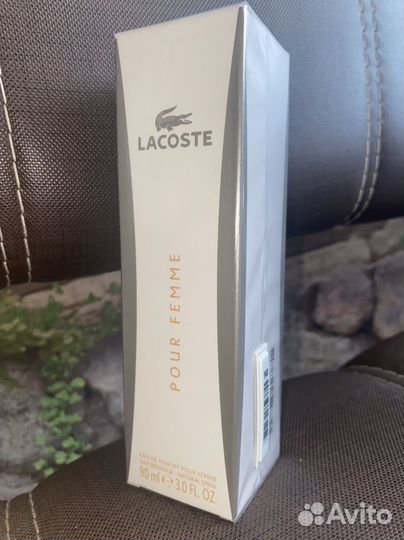 LACOSTE
POUR FEMME
EAU DE PARFUM POUR FEMME
VAPORISATEUR · NATURAL SPRAY
90 ml e 3.0 FL. OZ.
Avito